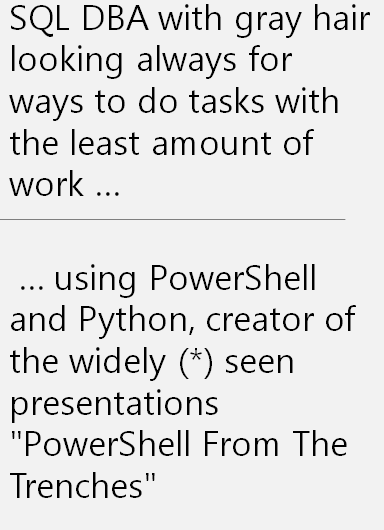 SQL DBA with gray hair
looking always for
ways to do tasks with
the least amount of
work ...
... using PowerShell
and Python, creator of
the widely (*) seen
presentations
"PowerShell From The
Trenches"